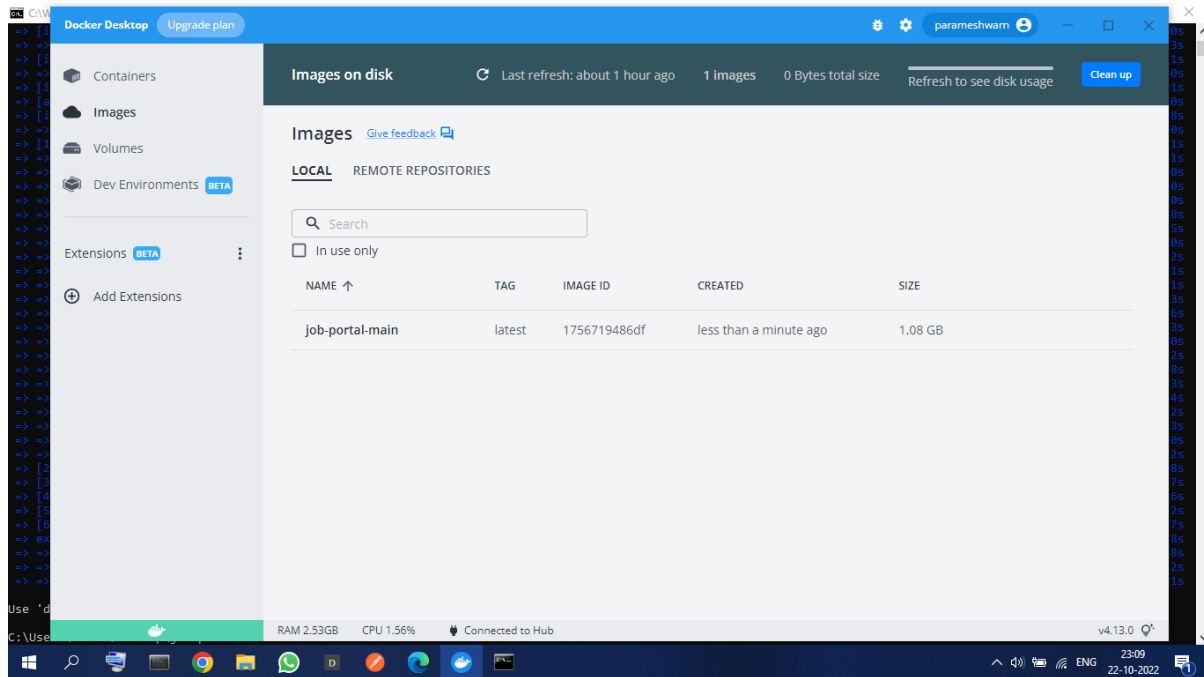 C:\W
Docker Desktop Upgrade plan parameshwarn
Containers
Images
Volumes
Dev Environments BETA
Extensions BETA
Add Extensions
Images on disk Last refresh: about 1 hour ago 1 images 0 Bytes total size Refresh to see disk usage Clean up
Images Give feedback
LOCAL REMOTE REPOSITORIES
Search
In use only
NAME TAG IMAGE ID CREATED SIZE
job-portal-main latest 1756719486df less than a minute ago 1.08 GB
Use 'd
C:\Use
RAM 2.53GB CPU 1.56% Connected to Hub v4.13.0
ENG 23:09
22-10-2022
1